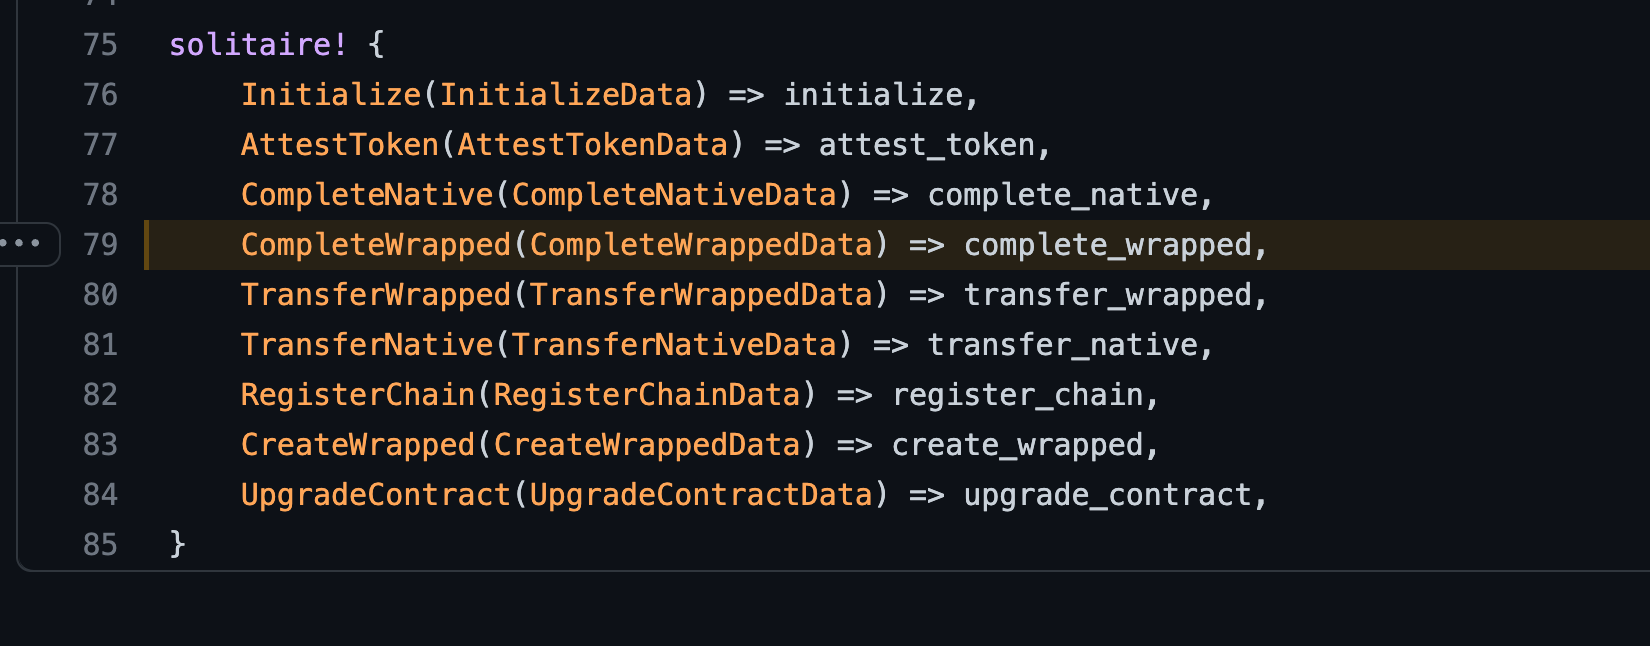 75 solitaire! {
76 Initialize(InitializeData) => initialize,
77 AttestToken(AttestTokenData) => attest_token,
78 CompleteNative(CompleteNativeData) => complete_native,
79 CompleteWrapped(CompleteWrappedData) => complete_wrapped,
80 TransferWrapped(TransferWrappedData) => transfer_wrapped,
81 TransferNative(TransferNativeData) => transfer_native,
82 RegisterChain(RegisterChainData) => register_chain,
83 CreateWrapped(CreateWrappedData) => create_wrapped,
84 UpgradeContract(UpgradeContractData) => upgrade_contract,
85 }